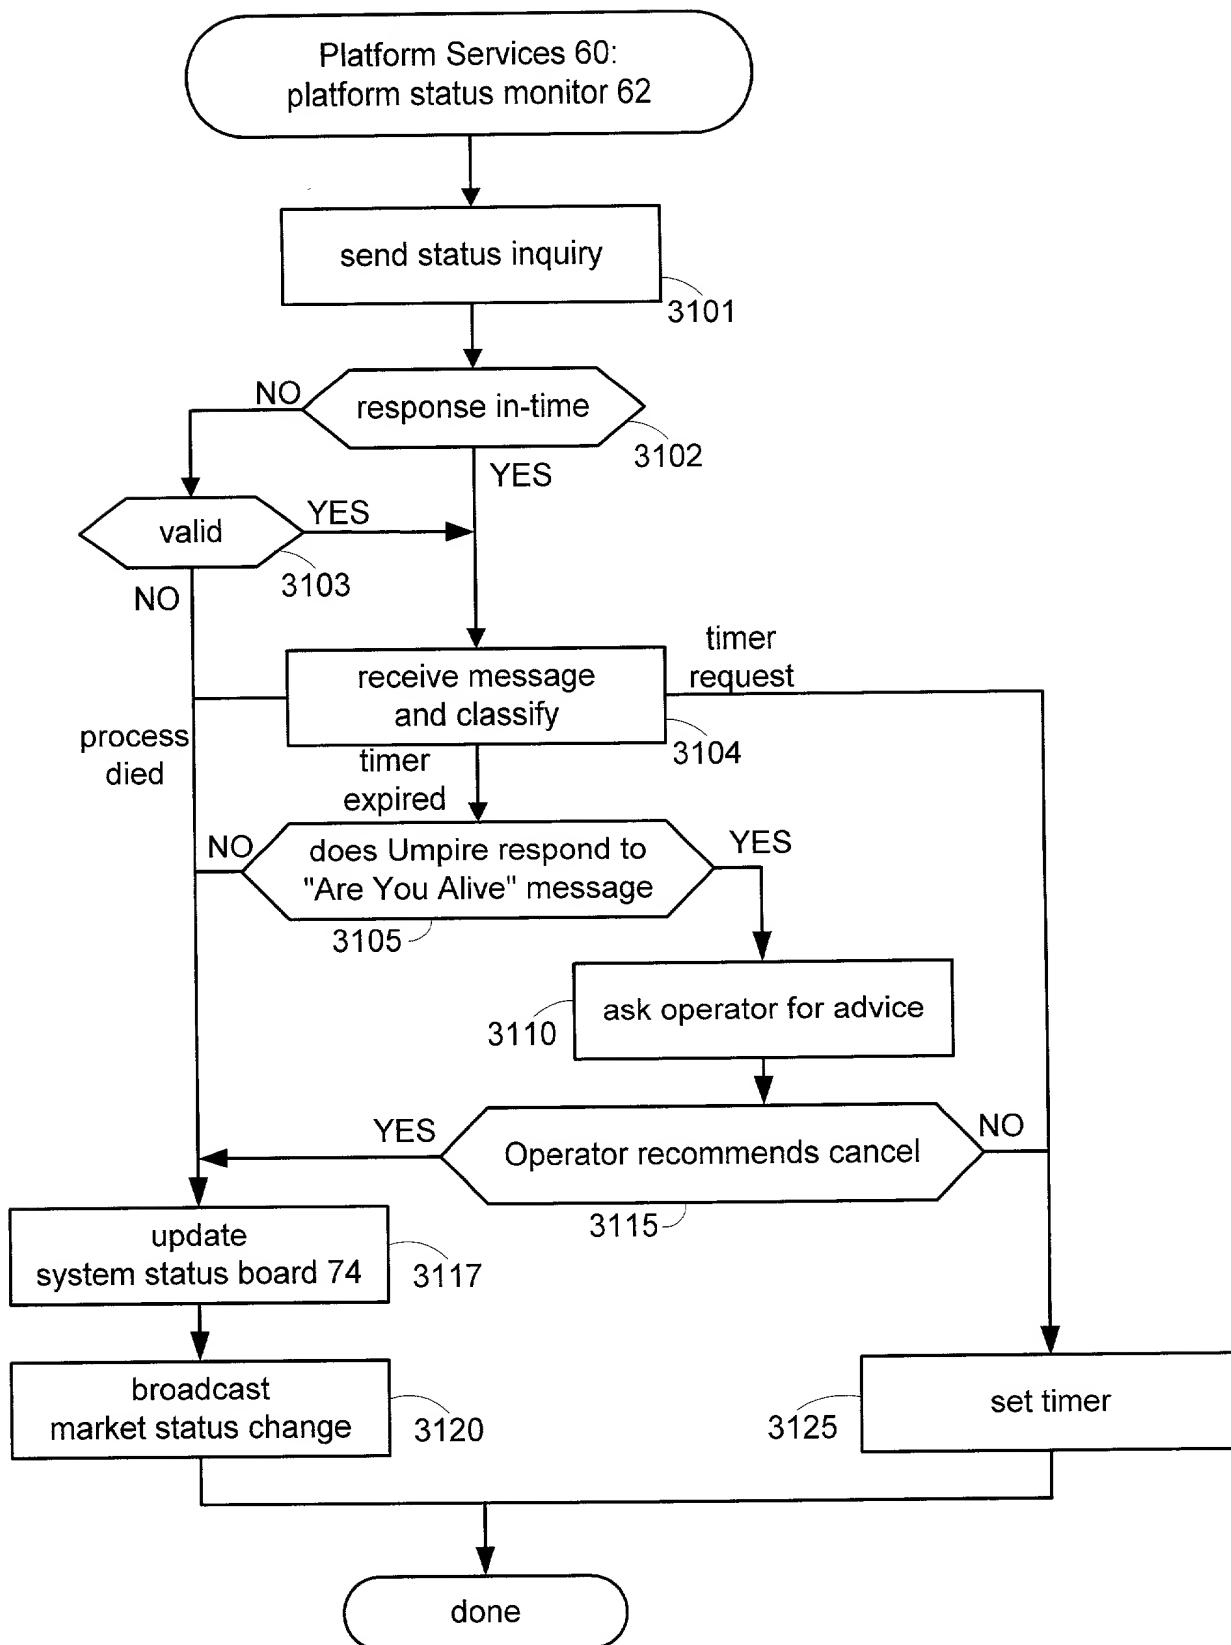 Platform Services 60:
platform status monitor 62
send status inquiry
3101
NO
response in-time
3102
YES
valid
YES
3103
NO
timer
request
receive message
and classify
3104
process
died
timer
expired
NO
does Umpire respond to
"Are You Alive" message
YES
3105
ask operator for advice
3110
YES
Operator recommends cancel
NO
3115
update
system status board 74
3117
broadcast
market status change
3120
set timer
3125
done